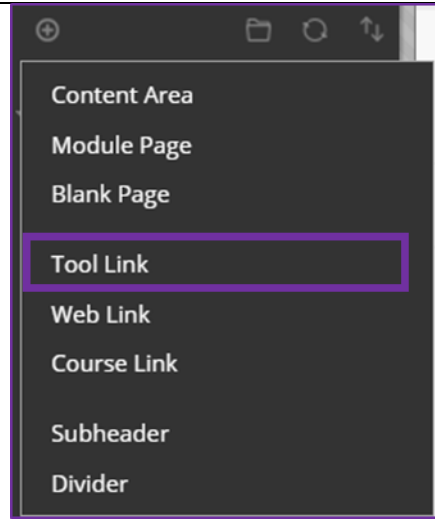 Content Area
Module Page
Blank Page
Tool Link
Web Link
Course Link
Subheader
Divider